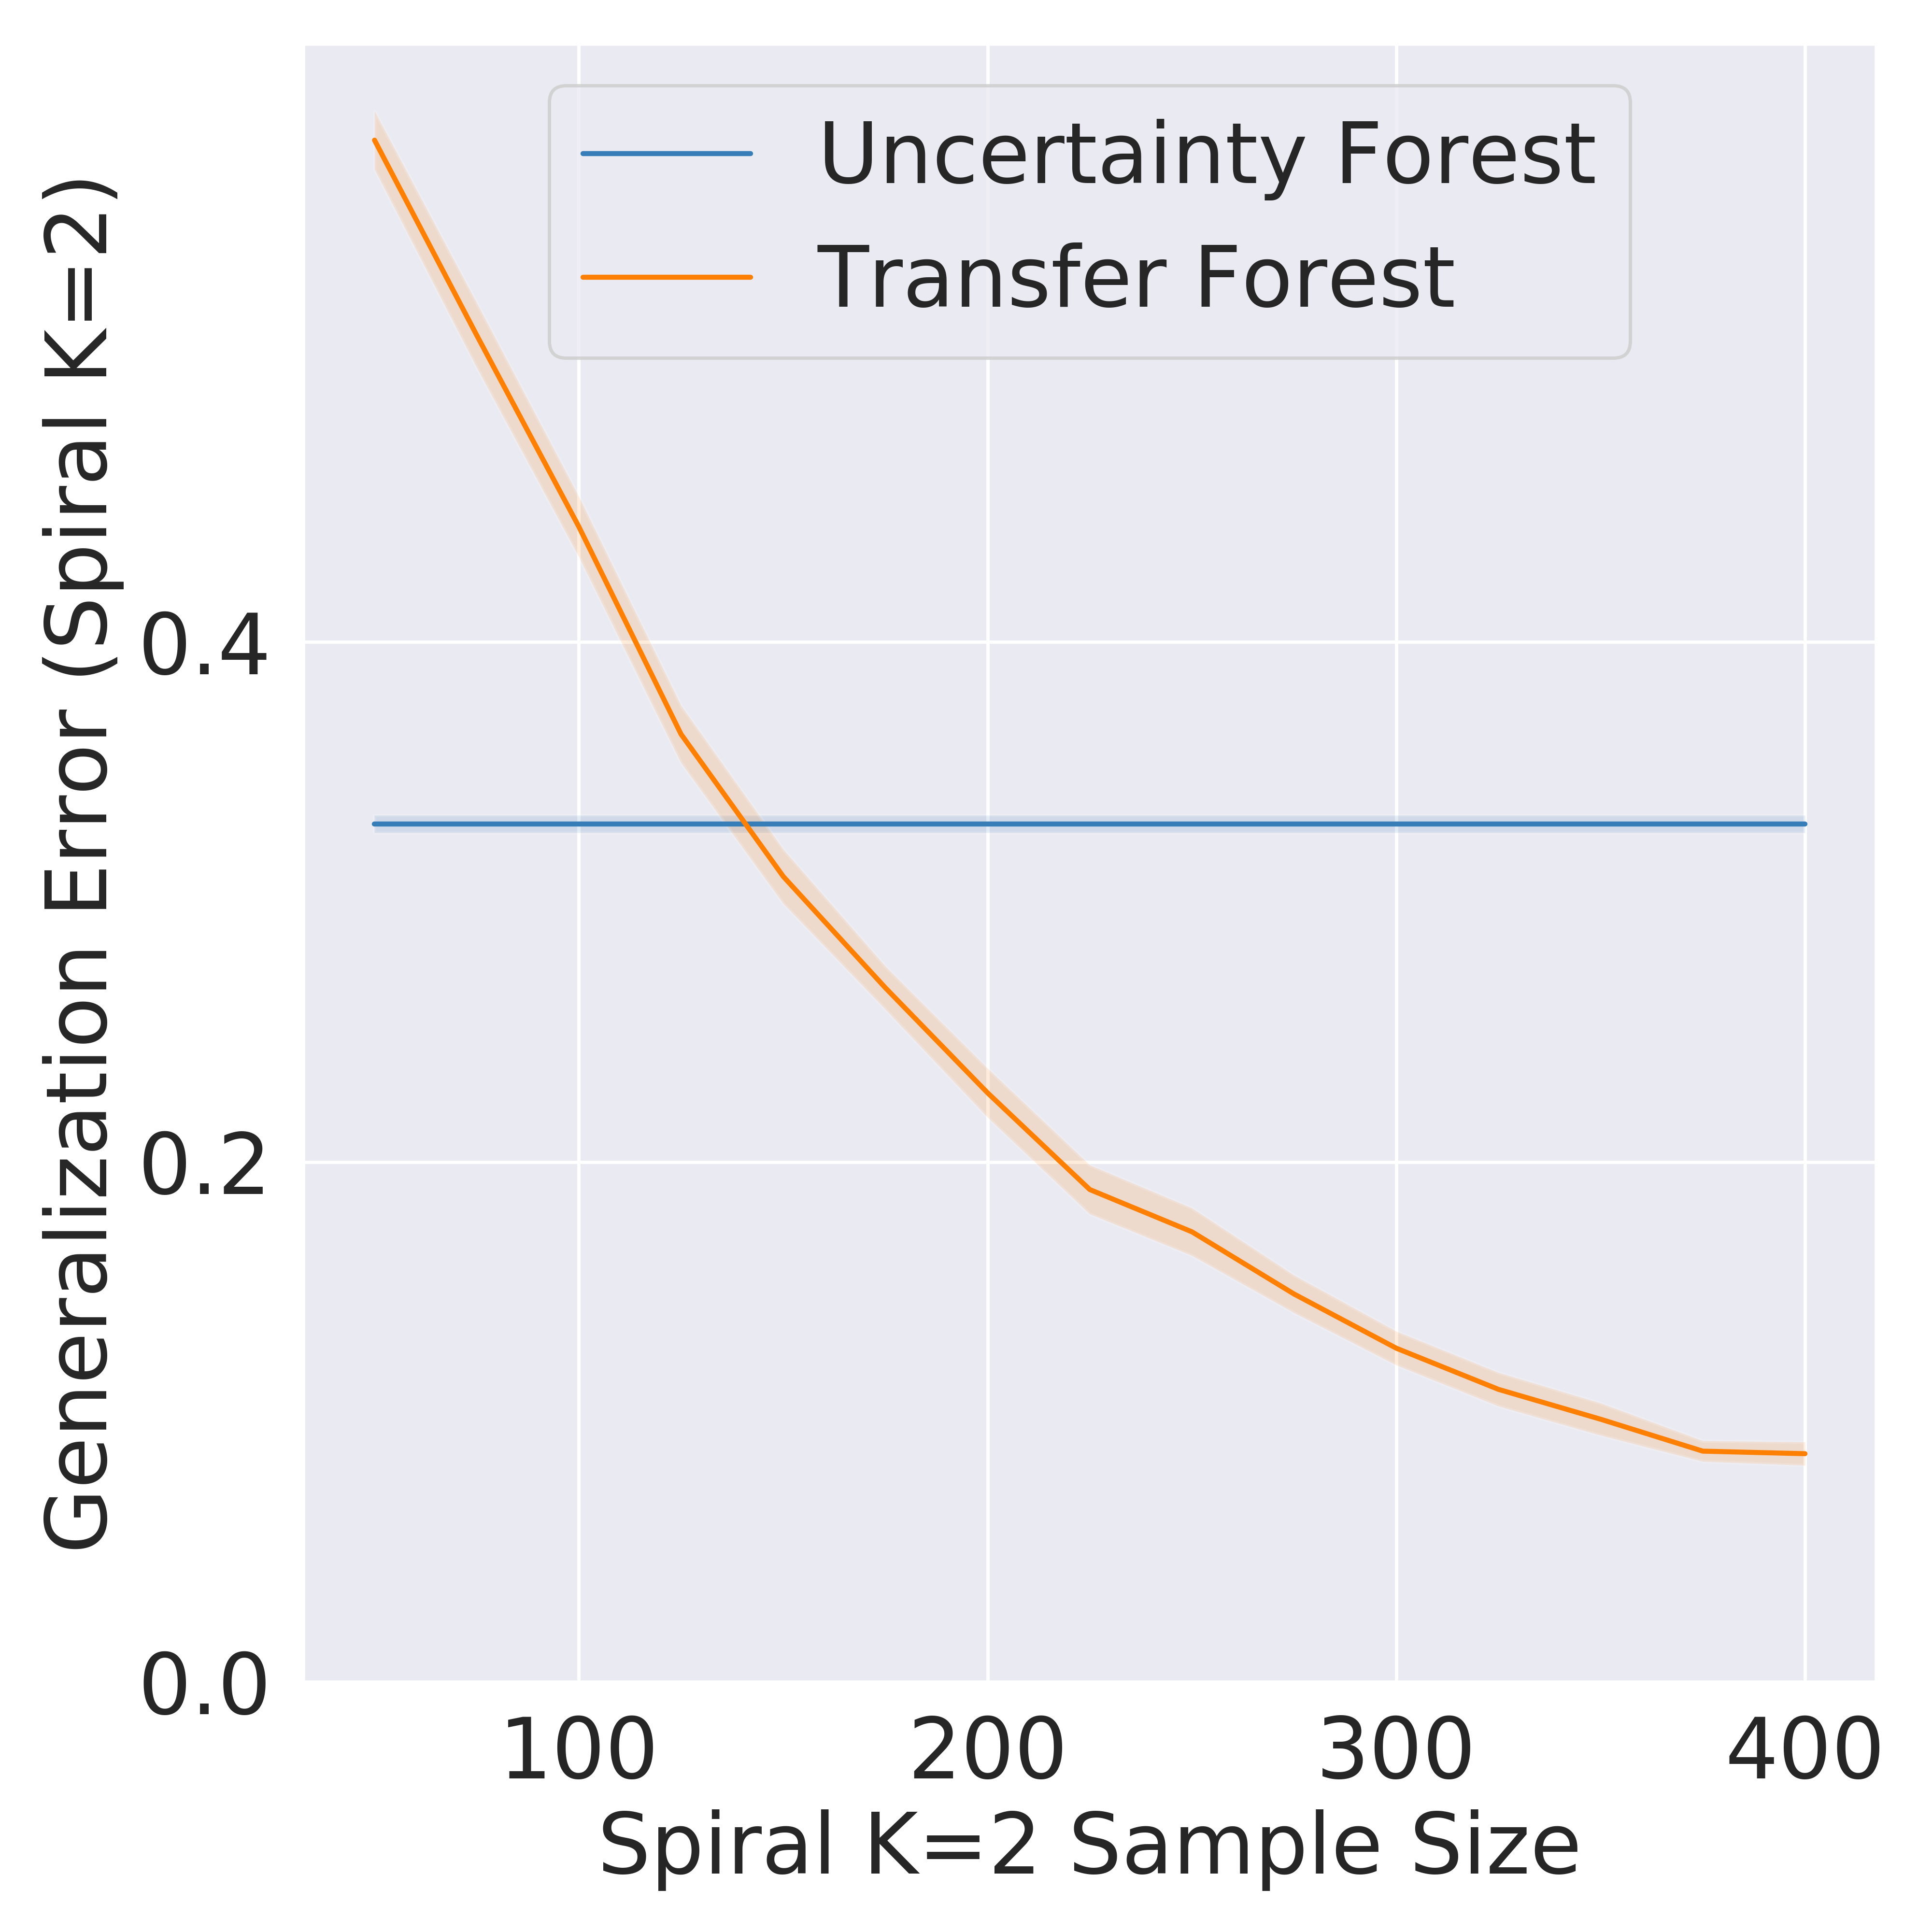 Uncertainty Forest
Transfer Forest
Generalization Error (Spiral K=2)
0.4
0.2
0.0
100 200 300 400
Spiral K=2 Sample Size